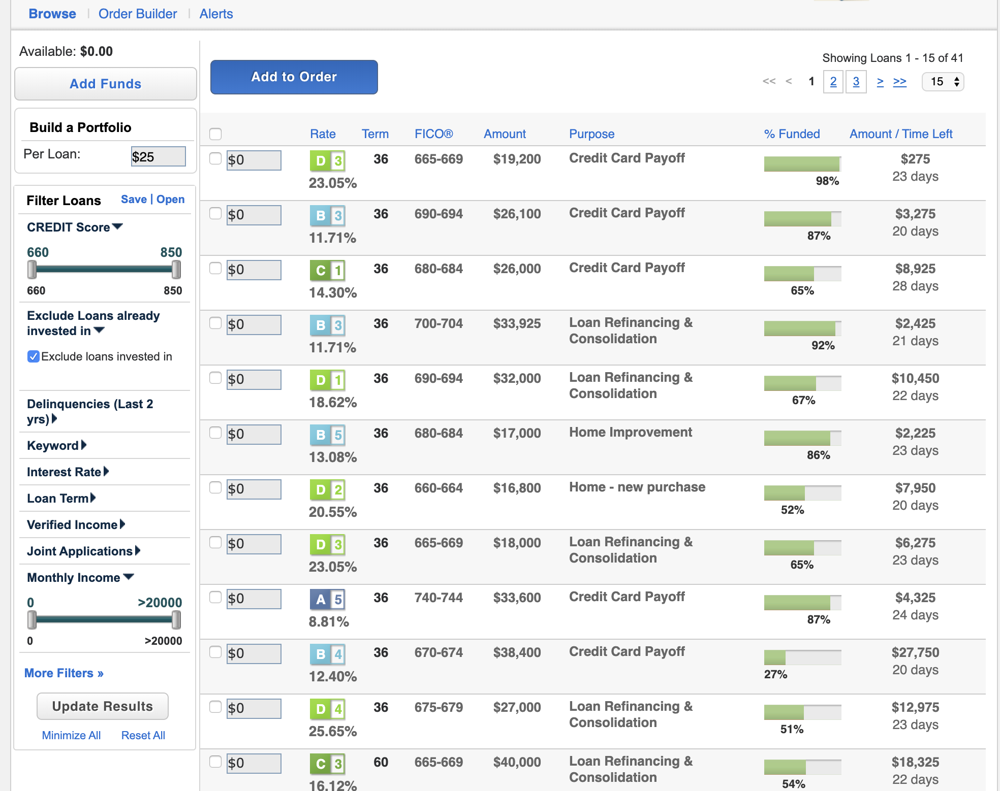 Browse | Order Builder | Alerts
Available: $0.00
Add Funds
Build a Portfolio
Per Loan: $25
Filter Loans Save | Open
CREDIT Score
660 850
660 850
Exclude Loans already
invested in
Exclude loans invested in
Delinquencies (Last 2
yrs)
Keyword
Interest Rate
Loan Term
Verified Income
Joint Applications
Monthly Income
0 >20000
0 >20000
More Filters »
Update Results
Minimize All Reset All
Add to Order
Showing Loans 1 - 15 of 41
<< < 1 2 3 > >> 15
Rate Term FICO® Amount Purpose % Funded Amount / Time Left
$0 D 3 36 665-669 $19,200 Credit Card Payoff $275
23.05% 98% 23 days
$0 B 3 36 690-694 $26,100 Credit Card Payoff $3,275
11.71% 87% 20 days
$0 C 1 36 680-684 $26,000 Credit Card Payoff $8,925
14.30% 65% 28 days
$0 B 3 36 700-704 $33,925 Loan Refinancing & $2,425
Consolidation
11.71% 92% 21 days
$0 D 1 36 690-694 $32,000 Loan Refinancing & $10,450
Consolidation
18.62% 67% 22 days
$0 B 5 36 680-684 $17,000 Home Improvement $2,225
13.08% 86% 23 days
$0 D 2 36 660-664 $16,800 Home - new purchase $7,950
20.55% 52% 20 days
$0 D 3 36 665-669 $18,000 Loan Refinancing & $6,275
Consolidation
23.05% 65% 23 days
$0 A 5 36 740-744 $33,600 Credit Card Payoff $4,325
8.81% 87% 24 days
$0 B 4 36 670-674 $38,400 Credit Card Payoff $27,750
12.40% 27% 20 days
$0 D 4 36 675-679 $27,000 Loan Refinancing & $12,975
Consolidation
25.65% 51% 23 days
$0 C 3 60 665-669 $40,000 Loan Refinancing & $18,325
Consolidation
16.12% 54% 22 days